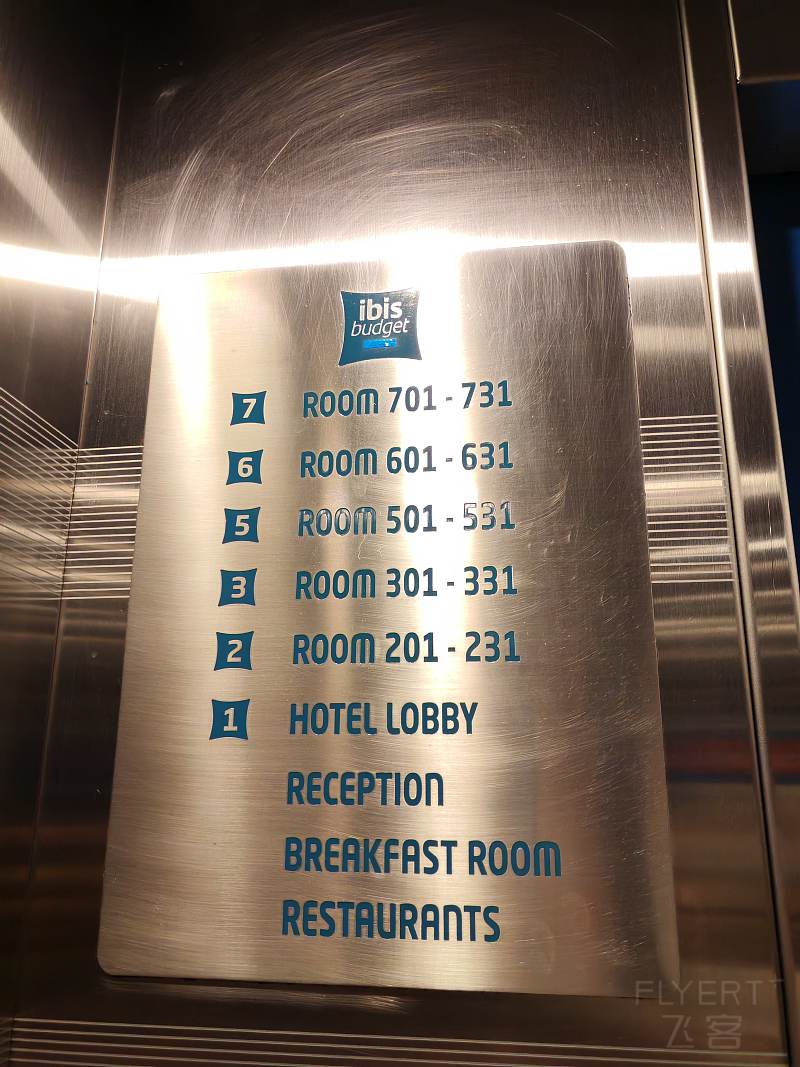 ibis
budget
7 ROOM 701 - 731
6 ROOM 601 - 631
5 ROOM 501 - 531
3 ROOM 301 - 331
2 ROOM 201 - 231
1 HOTEL LOBBY
RECEPTION
BREAKFAST ROOM
RESTAURANTS
FLYERT
飞客